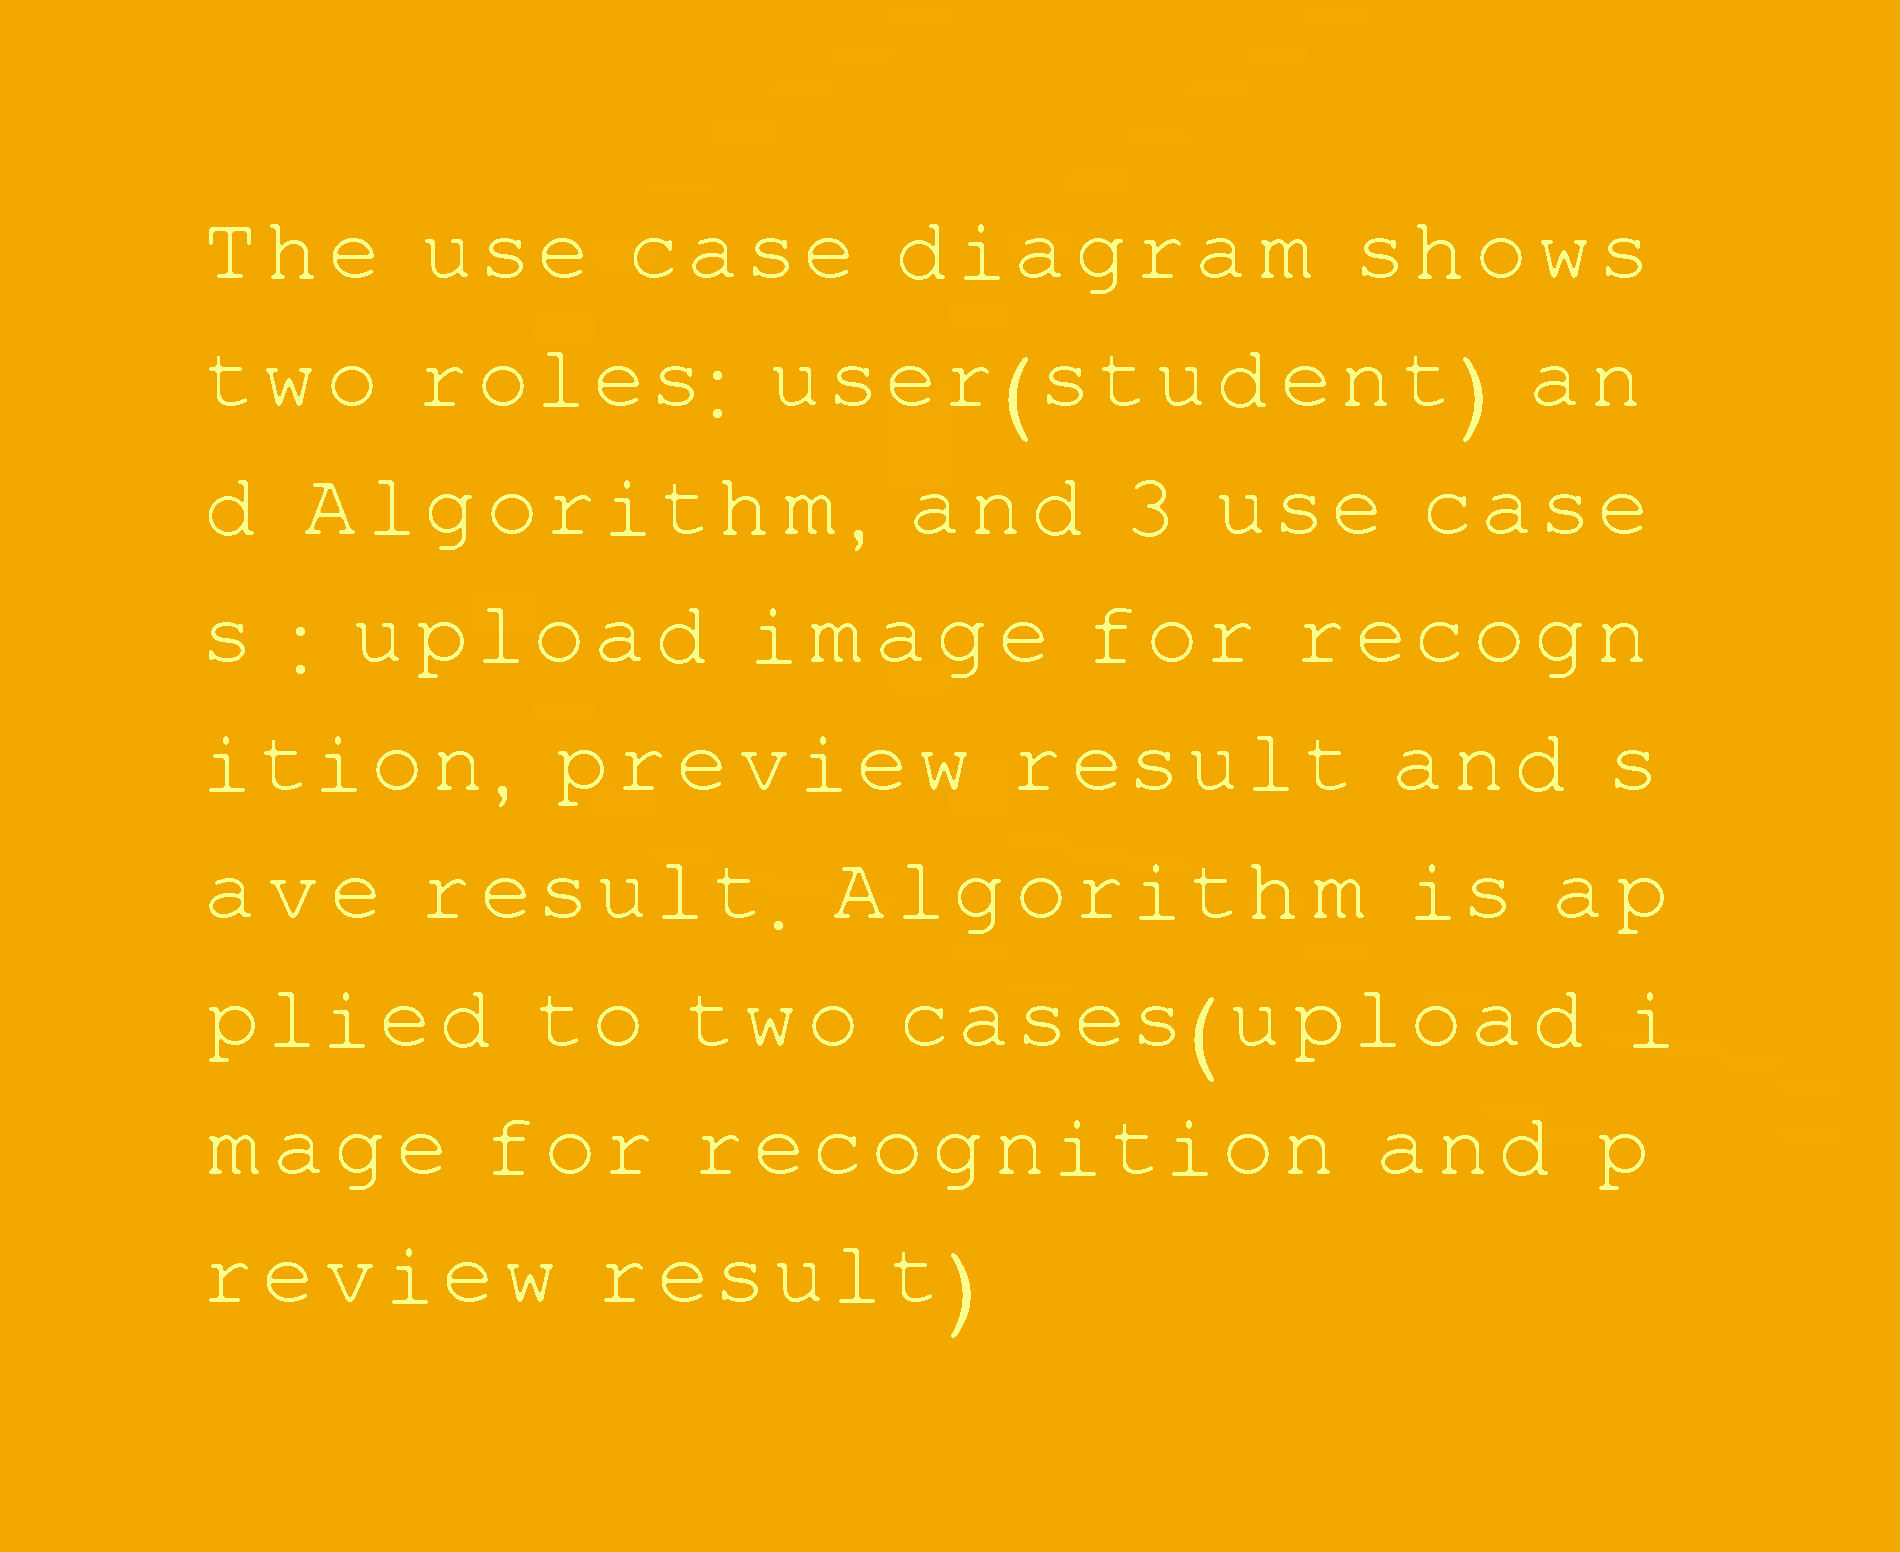 The use case diagram shows
two roles: user(student) an
d Algorithm, and 3 use case
s : upload image for recogn
ition, preview result and s
ave result. Algorithm is ap
plied to two cases(upload i
mage for recognition and p
review result)